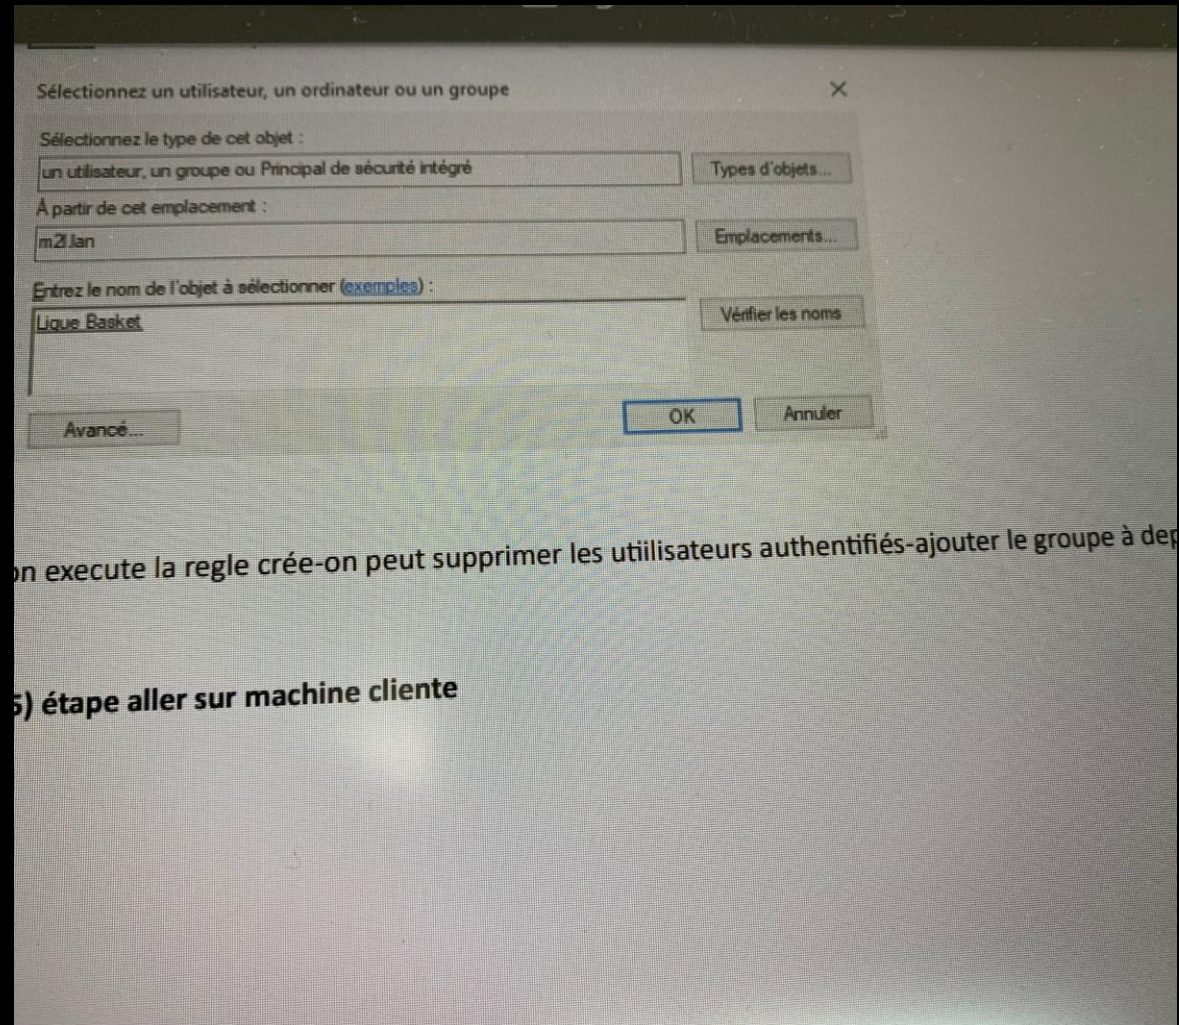 Sélectionnez un utilisateur, un ordinateur ou un groupe
Sélectionnez le type de cet objet :
un utilisateur, un groupe ou Principal de sécurité intégré
Types d'objets...
À partir de cet emplacement :
m2l.lan
Emplacements...
Entrez le nom de l'objet à sélectionner (exemples) :
Ligue Basket
Vérifier les noms
Avancé...
OK
Annuler
on execute la regle crée-on peut supprimer les utiilisateurs authentifiés-ajouter le groupe à dep
5) étape aller sur machine cliente